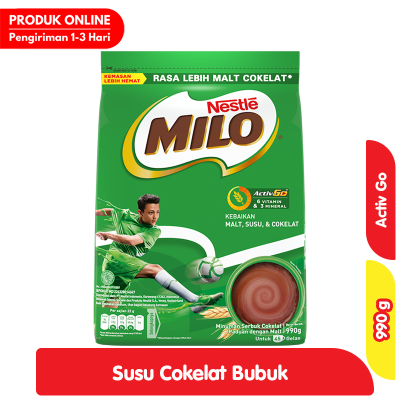 PRODUK ONLINE
Pengiriman 1-3 Hari
KEMASAN
LEBIH HEMAT
RASA LEBIH MALT COKELAT*
Nestlé
MILO
ACTIV-GO
6 VITAMIN
& 3 MINERAL
KEBAIKAN
MALT, SUSU, & COKELAT
Minuman Serbuk Cokelat
Paduan dengan Malt
990g
Untuk
Gelas
Activ Go
990 g
Susu Cokelat Bubuk